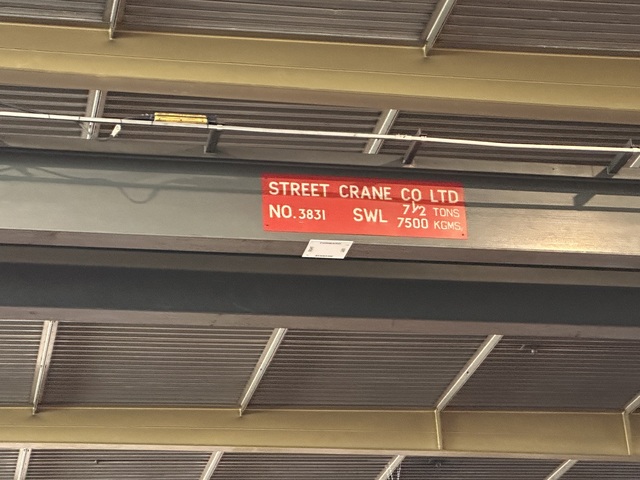 STREET CRANE CO LTD
NO. 3831 SWL 7½ TONS
7500 KGMS.